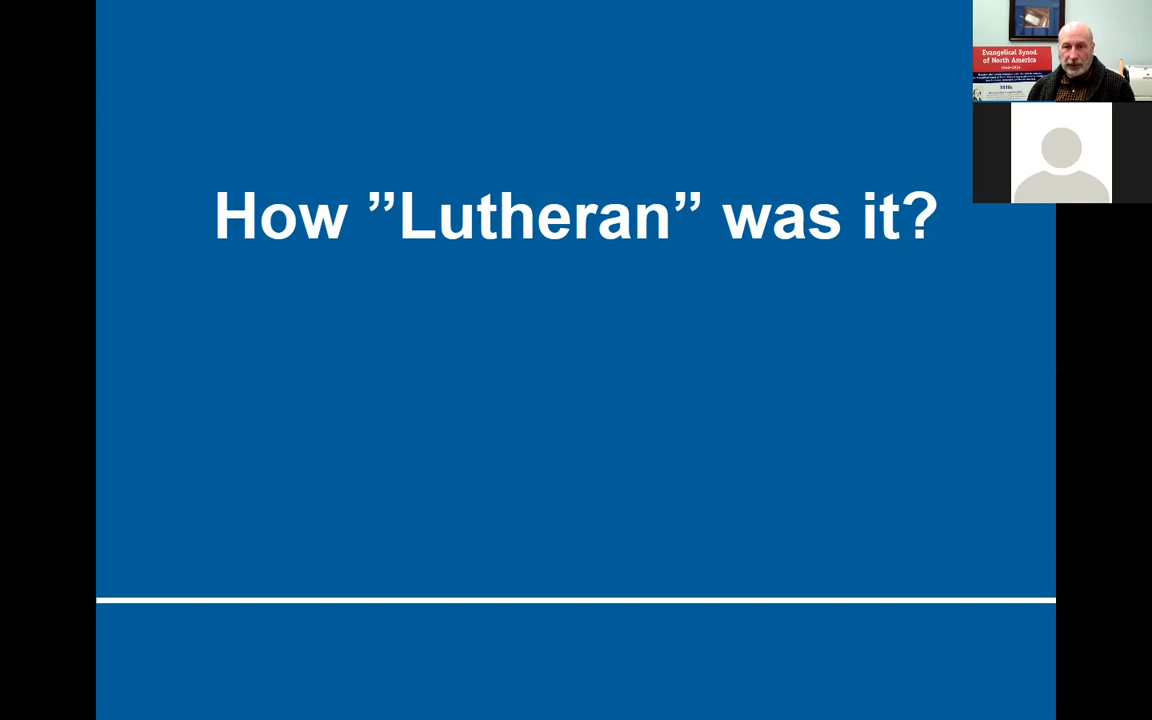 How ”Lutheran” was it?
Evangelical Synod
of North America